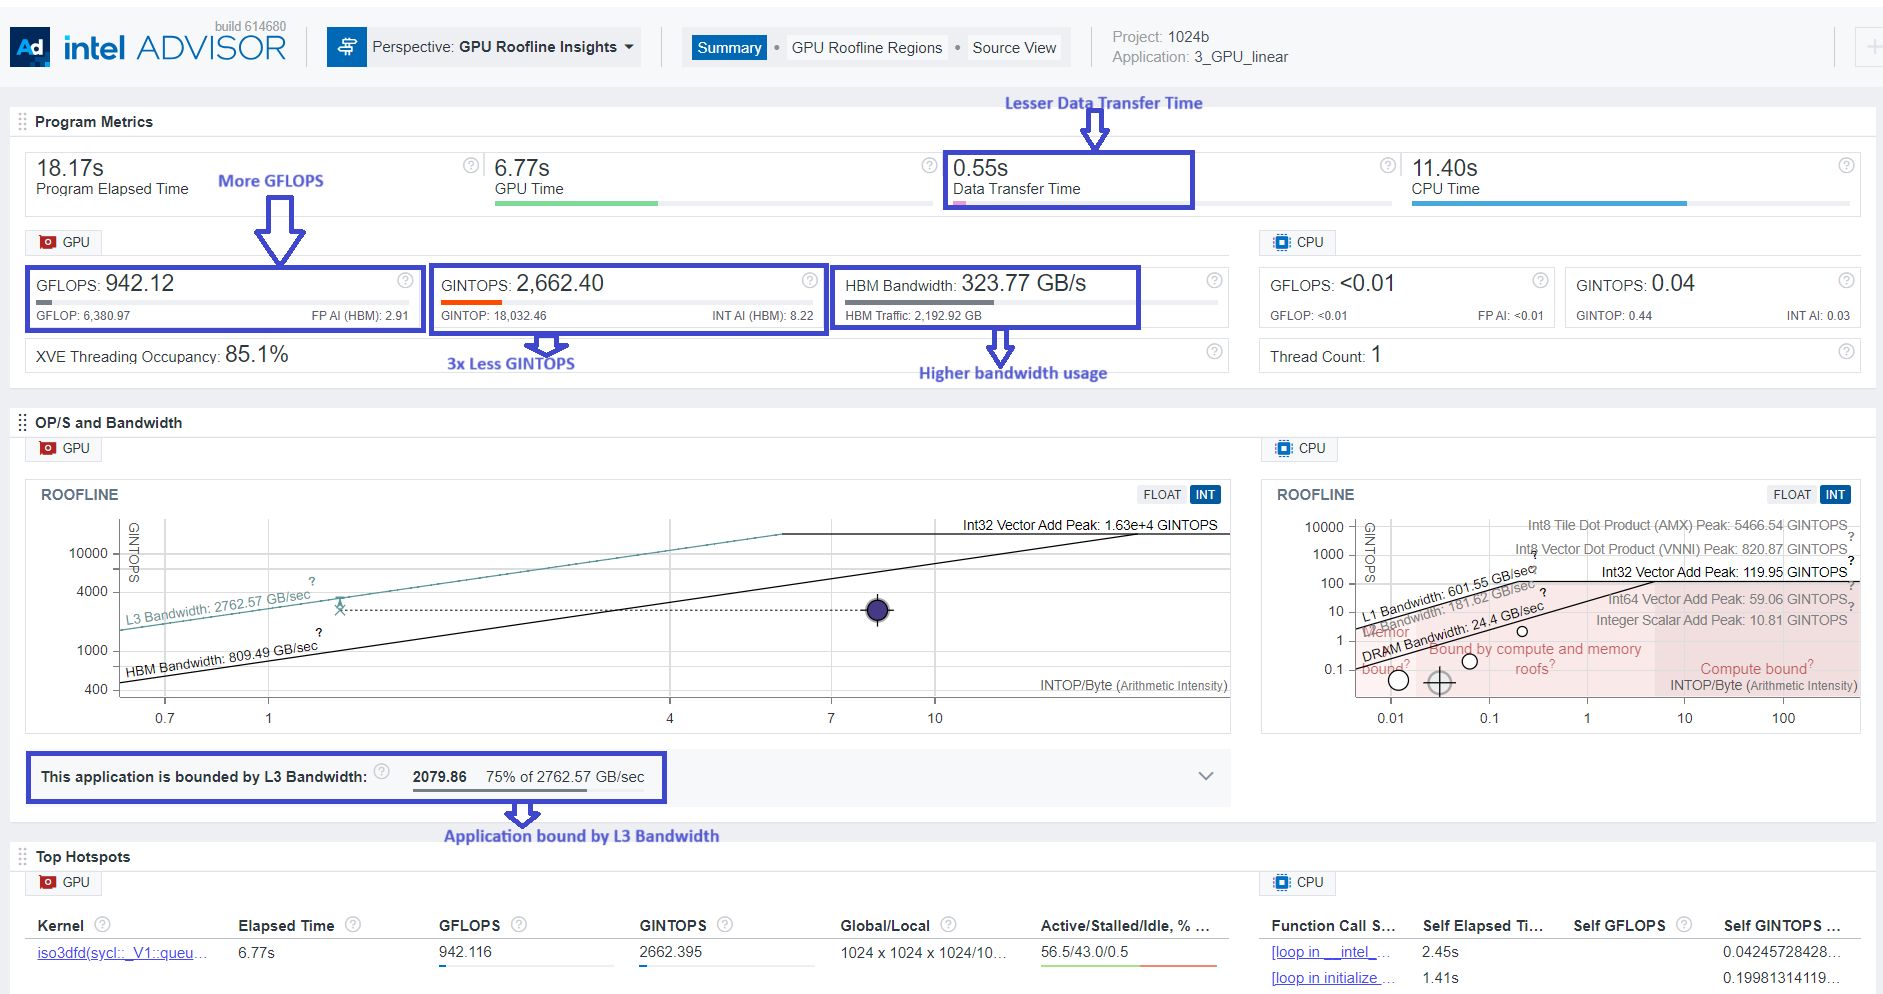 build 614680
Ad intel ADVISOR
Perspective: GPU Roofline Insights
Summary • GPU Roofline Regions • Source View
Project: 1024b
Application: 3_GPU_linear
Lesser Data Transfer Time
Program Metrics
18.17s
Program Elapsed Time
More GFLOPS
6.77s
GPU Time
0.55s
Data Transfer Time
11.40s
CPU Time
GPU
CPU
GFLOPS: 942.12
GFLOP: 6,380.97 FP AI (HBM): 2.91
GINTOPS: 2,662.40
GINTOP: 18,032.46 INT AI (HBM): 8.22
HBM Bandwidth: 323.77 GB/s
HBM Traffic: 2,192.92 GB
GFLOPS: <0.01
GFLOP: <0.01 FP AI: <0.01
GINTOPS: 0.04
GINTOP: 0.44 INT AI: 0.03
XVE Threading Occupancy: 85.1%
3x Less GINTOPS
Higher bandwidth usage
Thread Count: 1
OP/S and Bandwidth
GPU
CPU
ROOFLINE
FLOAT INT
GINTOPS
Int32 Vector Add Peak: 1.63e+4 GINTOPS
10000
4000
1000
400
L3 Bandwidth: 2762.57 GB/sec
?
HBM Bandwidth: 809.49 GB/sec
?
INTOP/Byte (Arithmetic Intensity)
0.7 1 4 7 10
ROOFLINE
FLOAT INT
GINTOPS
10000
1000
100
10
1
0.1
Int8 Tile Dot Product (AMX) Peak: 5466.54 GINTOPS
?
Int8 Vector Dot Product (VNNI) Peak: 820.87 GINTOPS
?
Int32 Vector Add Peak: 119.95 GINTOPS
?
Int64 Vector Add Peak: 59.06 GINTOPS
?
Integer Scalar Add Peak: 10.81 GINTOPS
L1 Bandwidth: 601.55 GB/sec
?
L2 Bandwidth: 181.62 GB/sec
?
DRAM Bandwidth: 24.4 GB/sec
?
Memor
bound?
Bound by compute and memory
roofs?
Compute bound?
INTOP/Byte (Arithmetic Intensity)
0.01 0.1 1 10 100
This application is bounded by L3 Bandwidth: 2079.86 75% of 2762.57 GB/sec
Application bound by L3 Bandwidth
Top Hotspots
GPU
CPU
Kernel Elapsed Time GFLOPS GINTOPS Global/Local Active/Stalled/Idle, % ...
iso3dfd(sycl::_V1::queu... 6.77s 942.116 2662.395 1024 x 1024 x 1024/10... 56.5/43.0/0.5
Function Call S... Self Elapsed Ti... Self GFLOPS Self GINTOPS ...
[loop in __intel_... 2.45s 0.04245728428...
[loop in initialize ... 1.41s 0.19981314119...